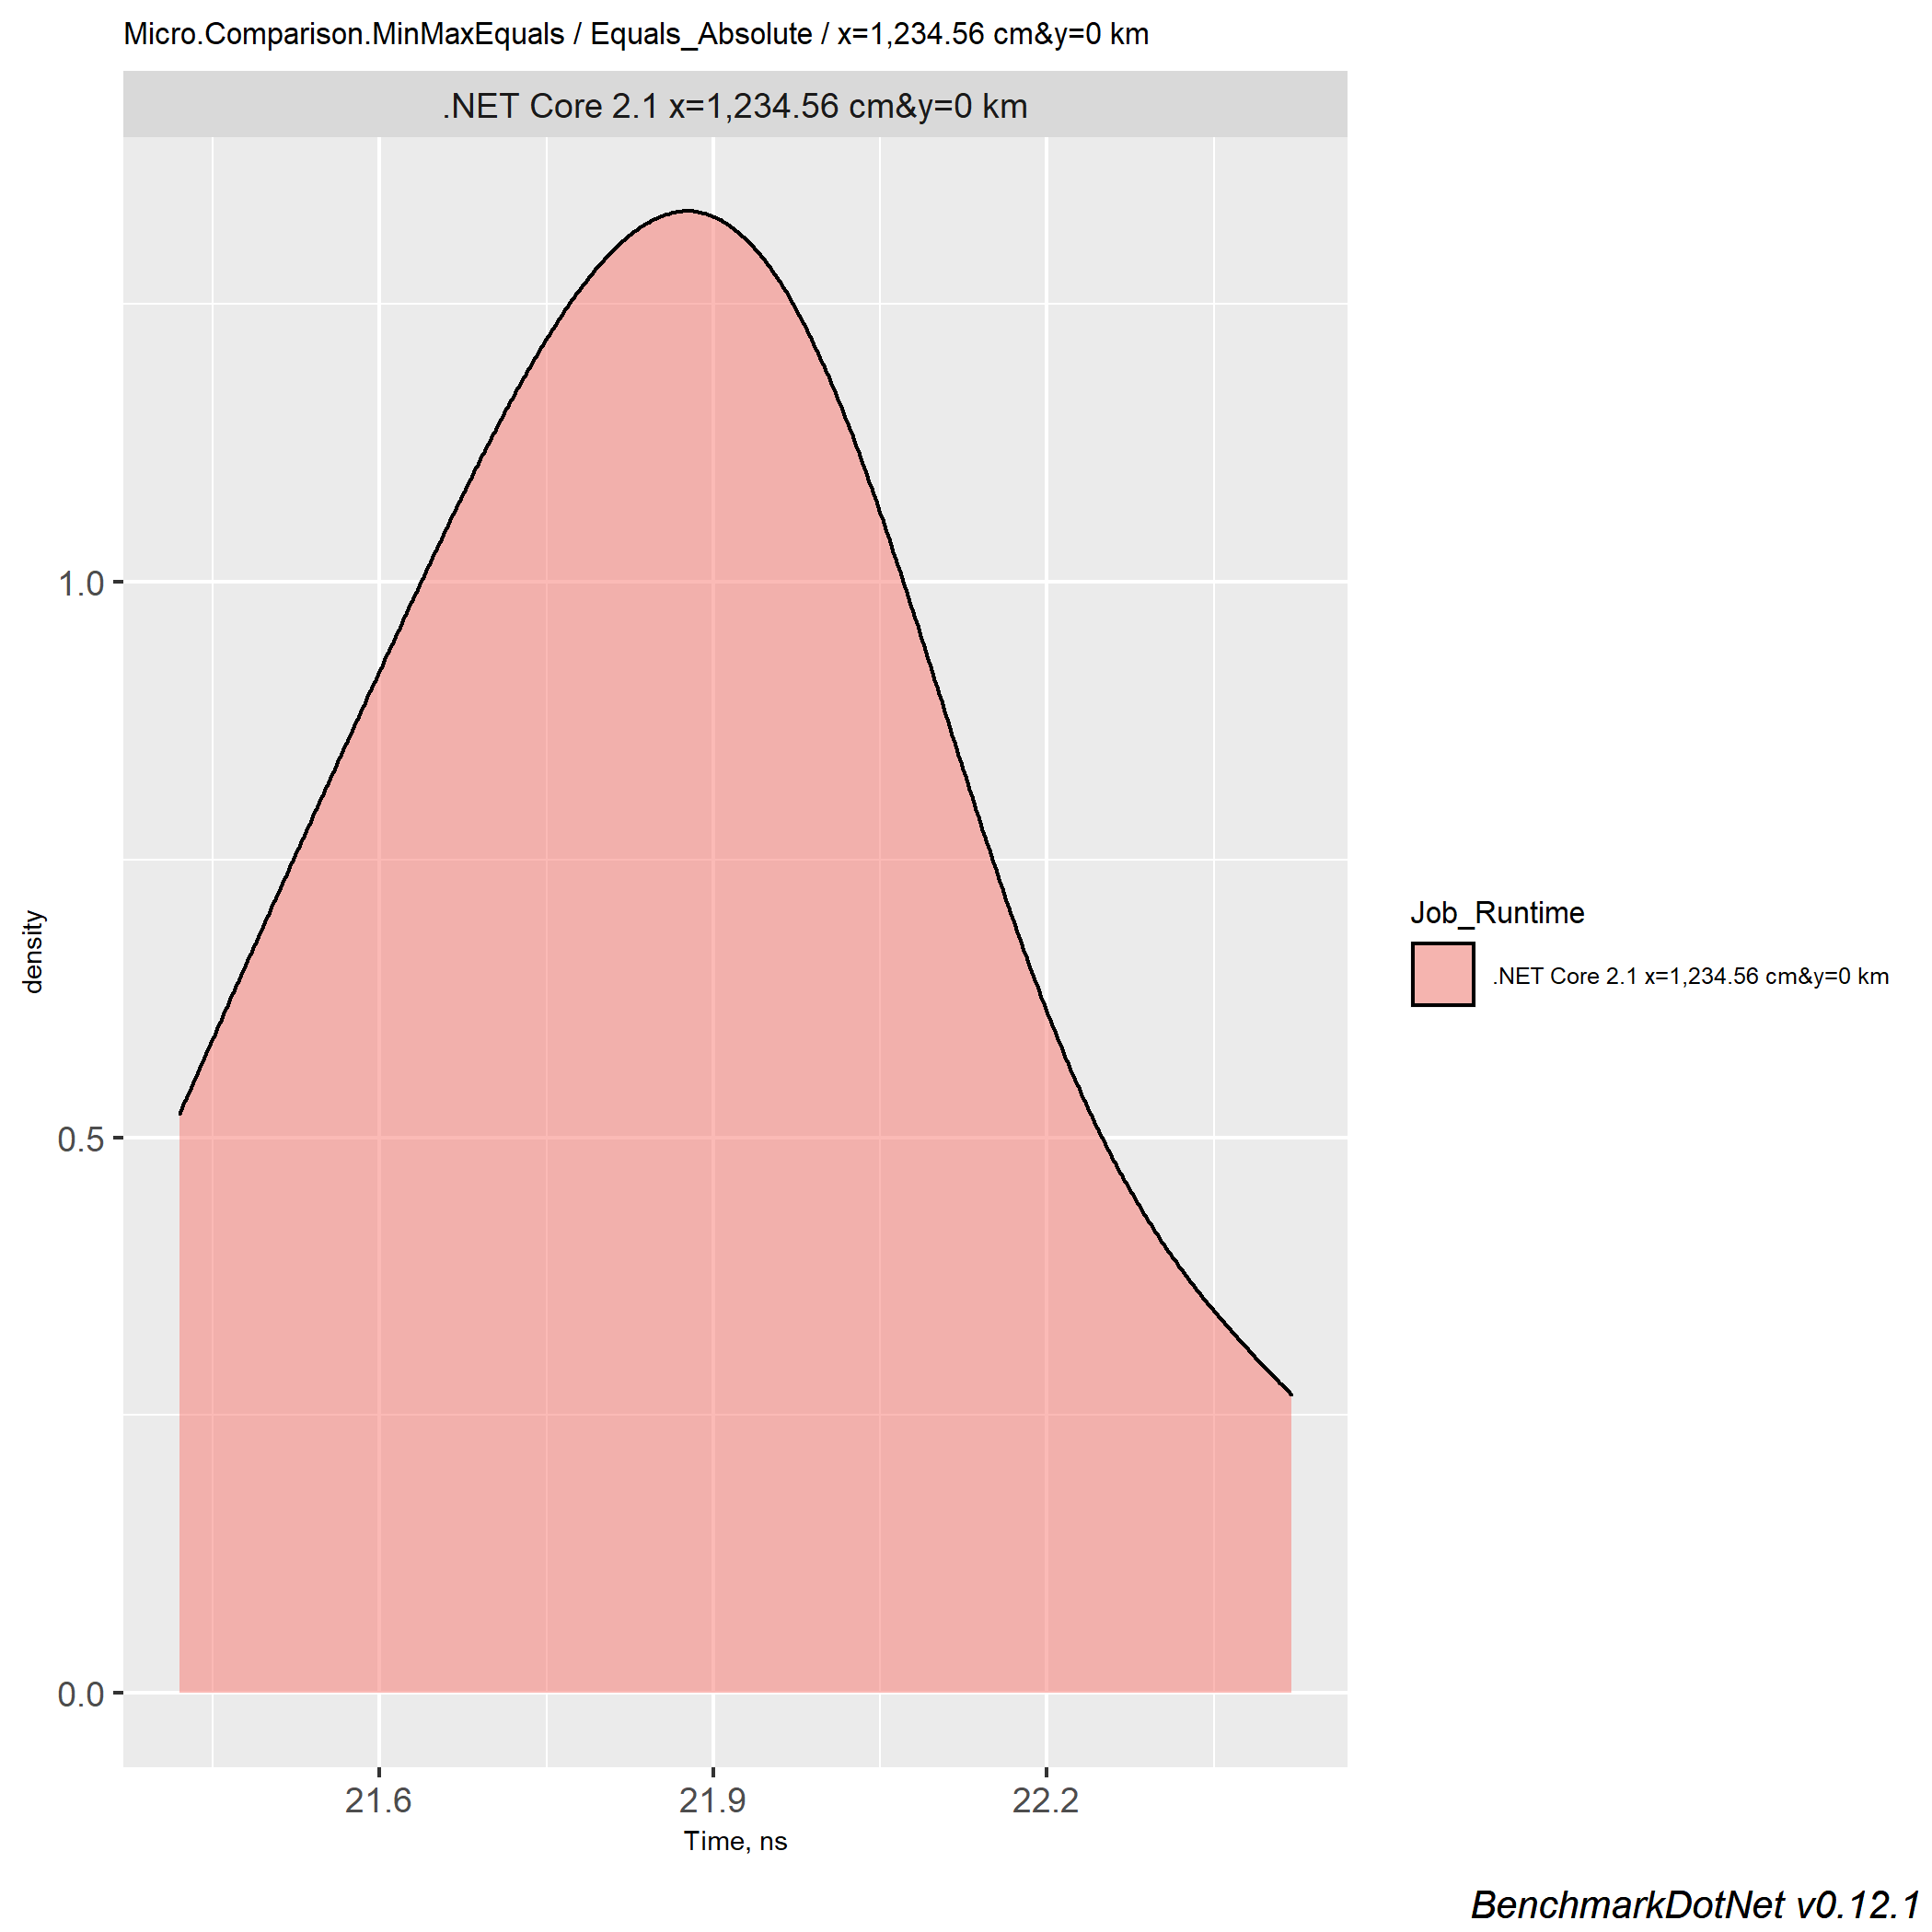 Micro.Comparison.MinMaxEquals / Equals_Absolute / x=1,234.56 cm&y=0 km
.NET Core 2.1 x=1,234.56 cm&y=0 km
1.0
0.5
0.0
density
21.6 21.9 22.2
Time, ns
Job_Runtime
.NET Core 2.1 x=1,234.56 cm&y=0 km
BenchmarkDotNet v0.12.1